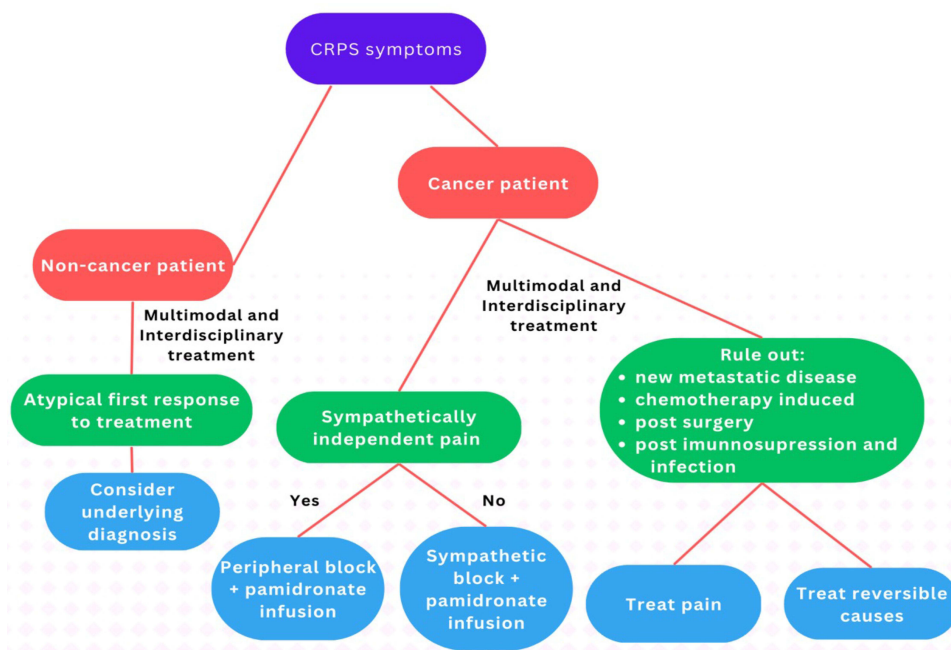 CRPS symptoms
Cancer patient
Non-cancer patient
Multimodal and
Interdisciplinary
treatment
Multimodal and
Interdisciplinary
treatment
Rule out:
• new metastatic disease
• chemotherapy induced
• post surgery
• post imunnosupression and
infection
Atypical first response
to treatment
Sympathetically
independent pain
Consider
underlying
diagnosis
Yes
No
Peripheral block
+ pamidronate
infusion
Sympathetic
block +
pamidronate
infusion
Treat pain
Treat reversible
causes